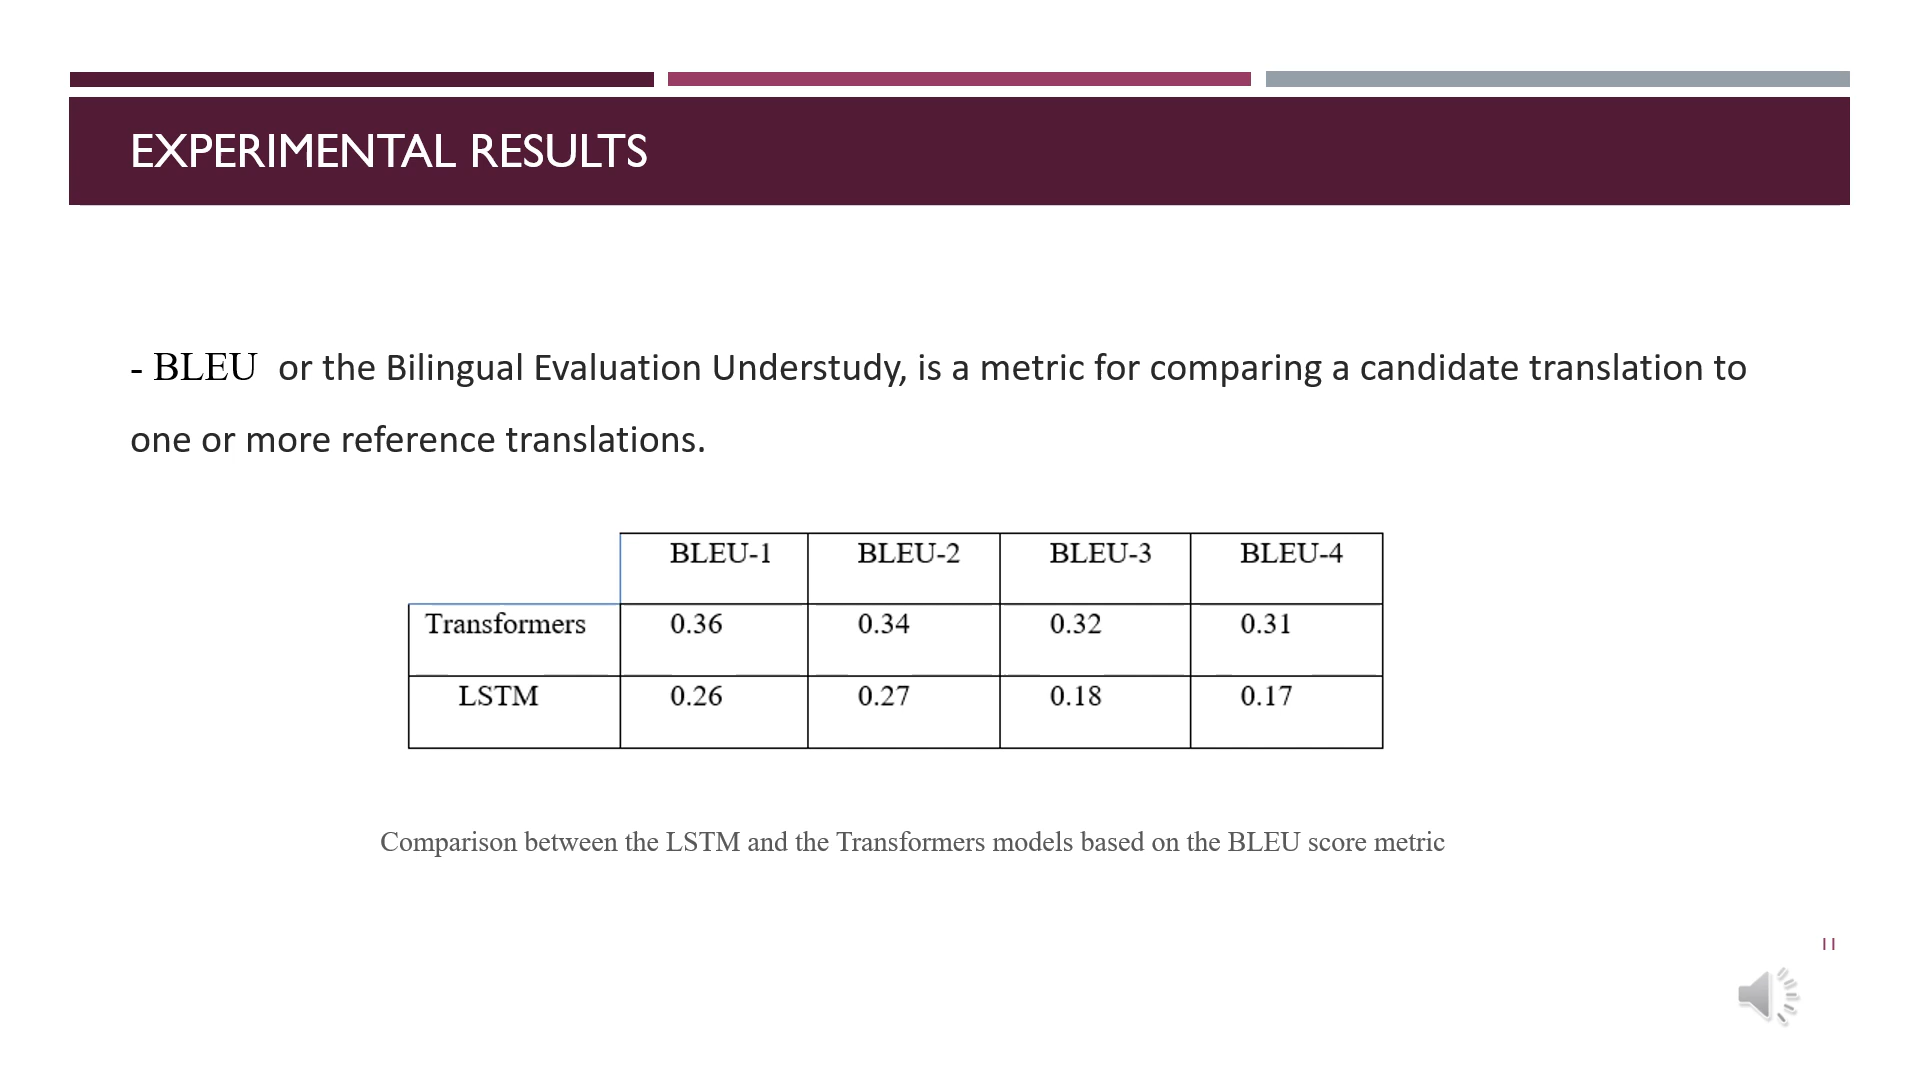 EXPERIMENTAL RESULTS
- BLEU or the Bilingual Evaluation Understudy, is a metric for comparing a candidate translation to
one or more reference translations.
BLEU-1 BLEU-2 BLEU-3 BLEU-4
Transformers 0.36 0.34 0.32 0.31
LSTM 0.26 0.27 0.18 0.17
Comparison between the LSTM and the Transformers models based on the BLEU score metric
11